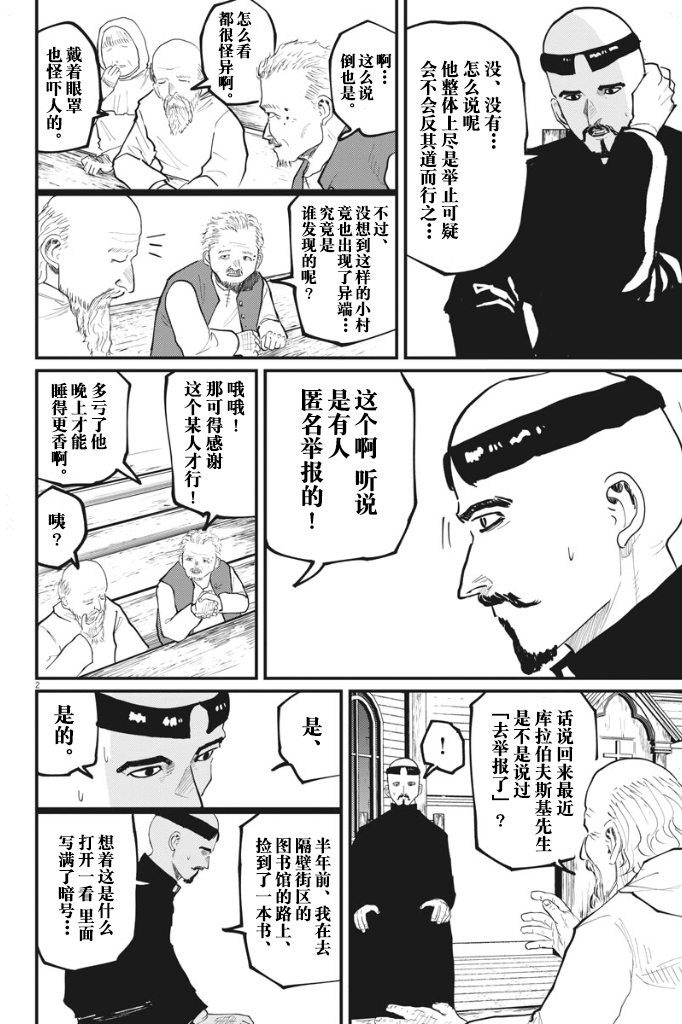 没、没有…
怎么说呢
他整体上尽是举止可疑
会不会反其道而行之…
啊…
这么说
倒也是。
怎么看
都很怪异啊。
戴着眼罩
也怪吓人的。
不过、
没想到这样的小村
竟也出现了异端…
究竟是
谁发现的呢？
这个啊 听说
是有人
匿名举报的！
哦哦！
那可得感谢
这个某人才行！
多亏了他
晚上才能
睡得更香啊。
咦？
2
话说回来最近
库拉伯夫斯基先生
是不是说过
「去举报了」？
！
是、
是的。
半年前、我在去
隔壁街区的
图书馆的路上、
捡到了一本书、
想着这是什么
打开一看 里面
写满了暗号…